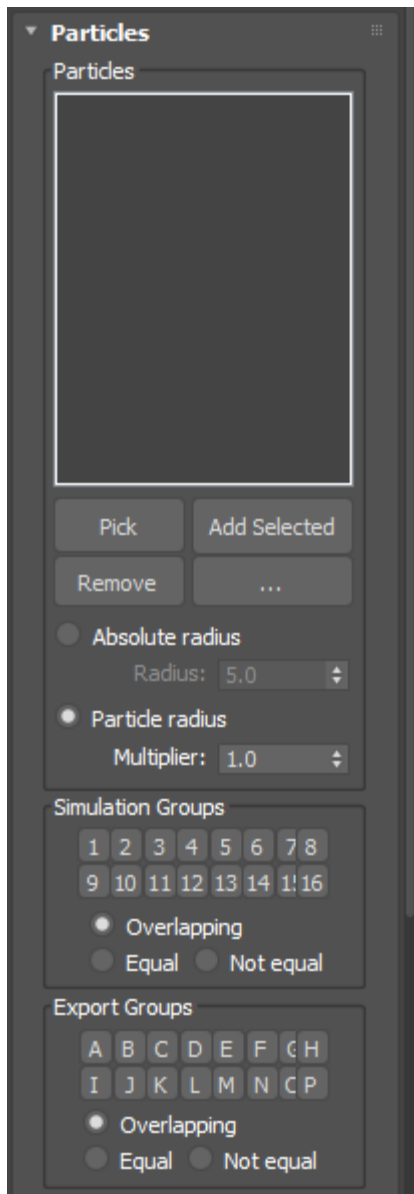 Particles
Particles
Pick Add Selected
Remove ...
Absolute radius
Radius: 5.0
Particle radius
Multiplier: 1.0
Simulation Groups
1 2 3 4 5 6 7 8
9 10 11 12 13 14 16
Overlapping
Equal Not equal
Export Groups
A B C D E F H
I J K L M N P
Overlapping
Equal Not equal